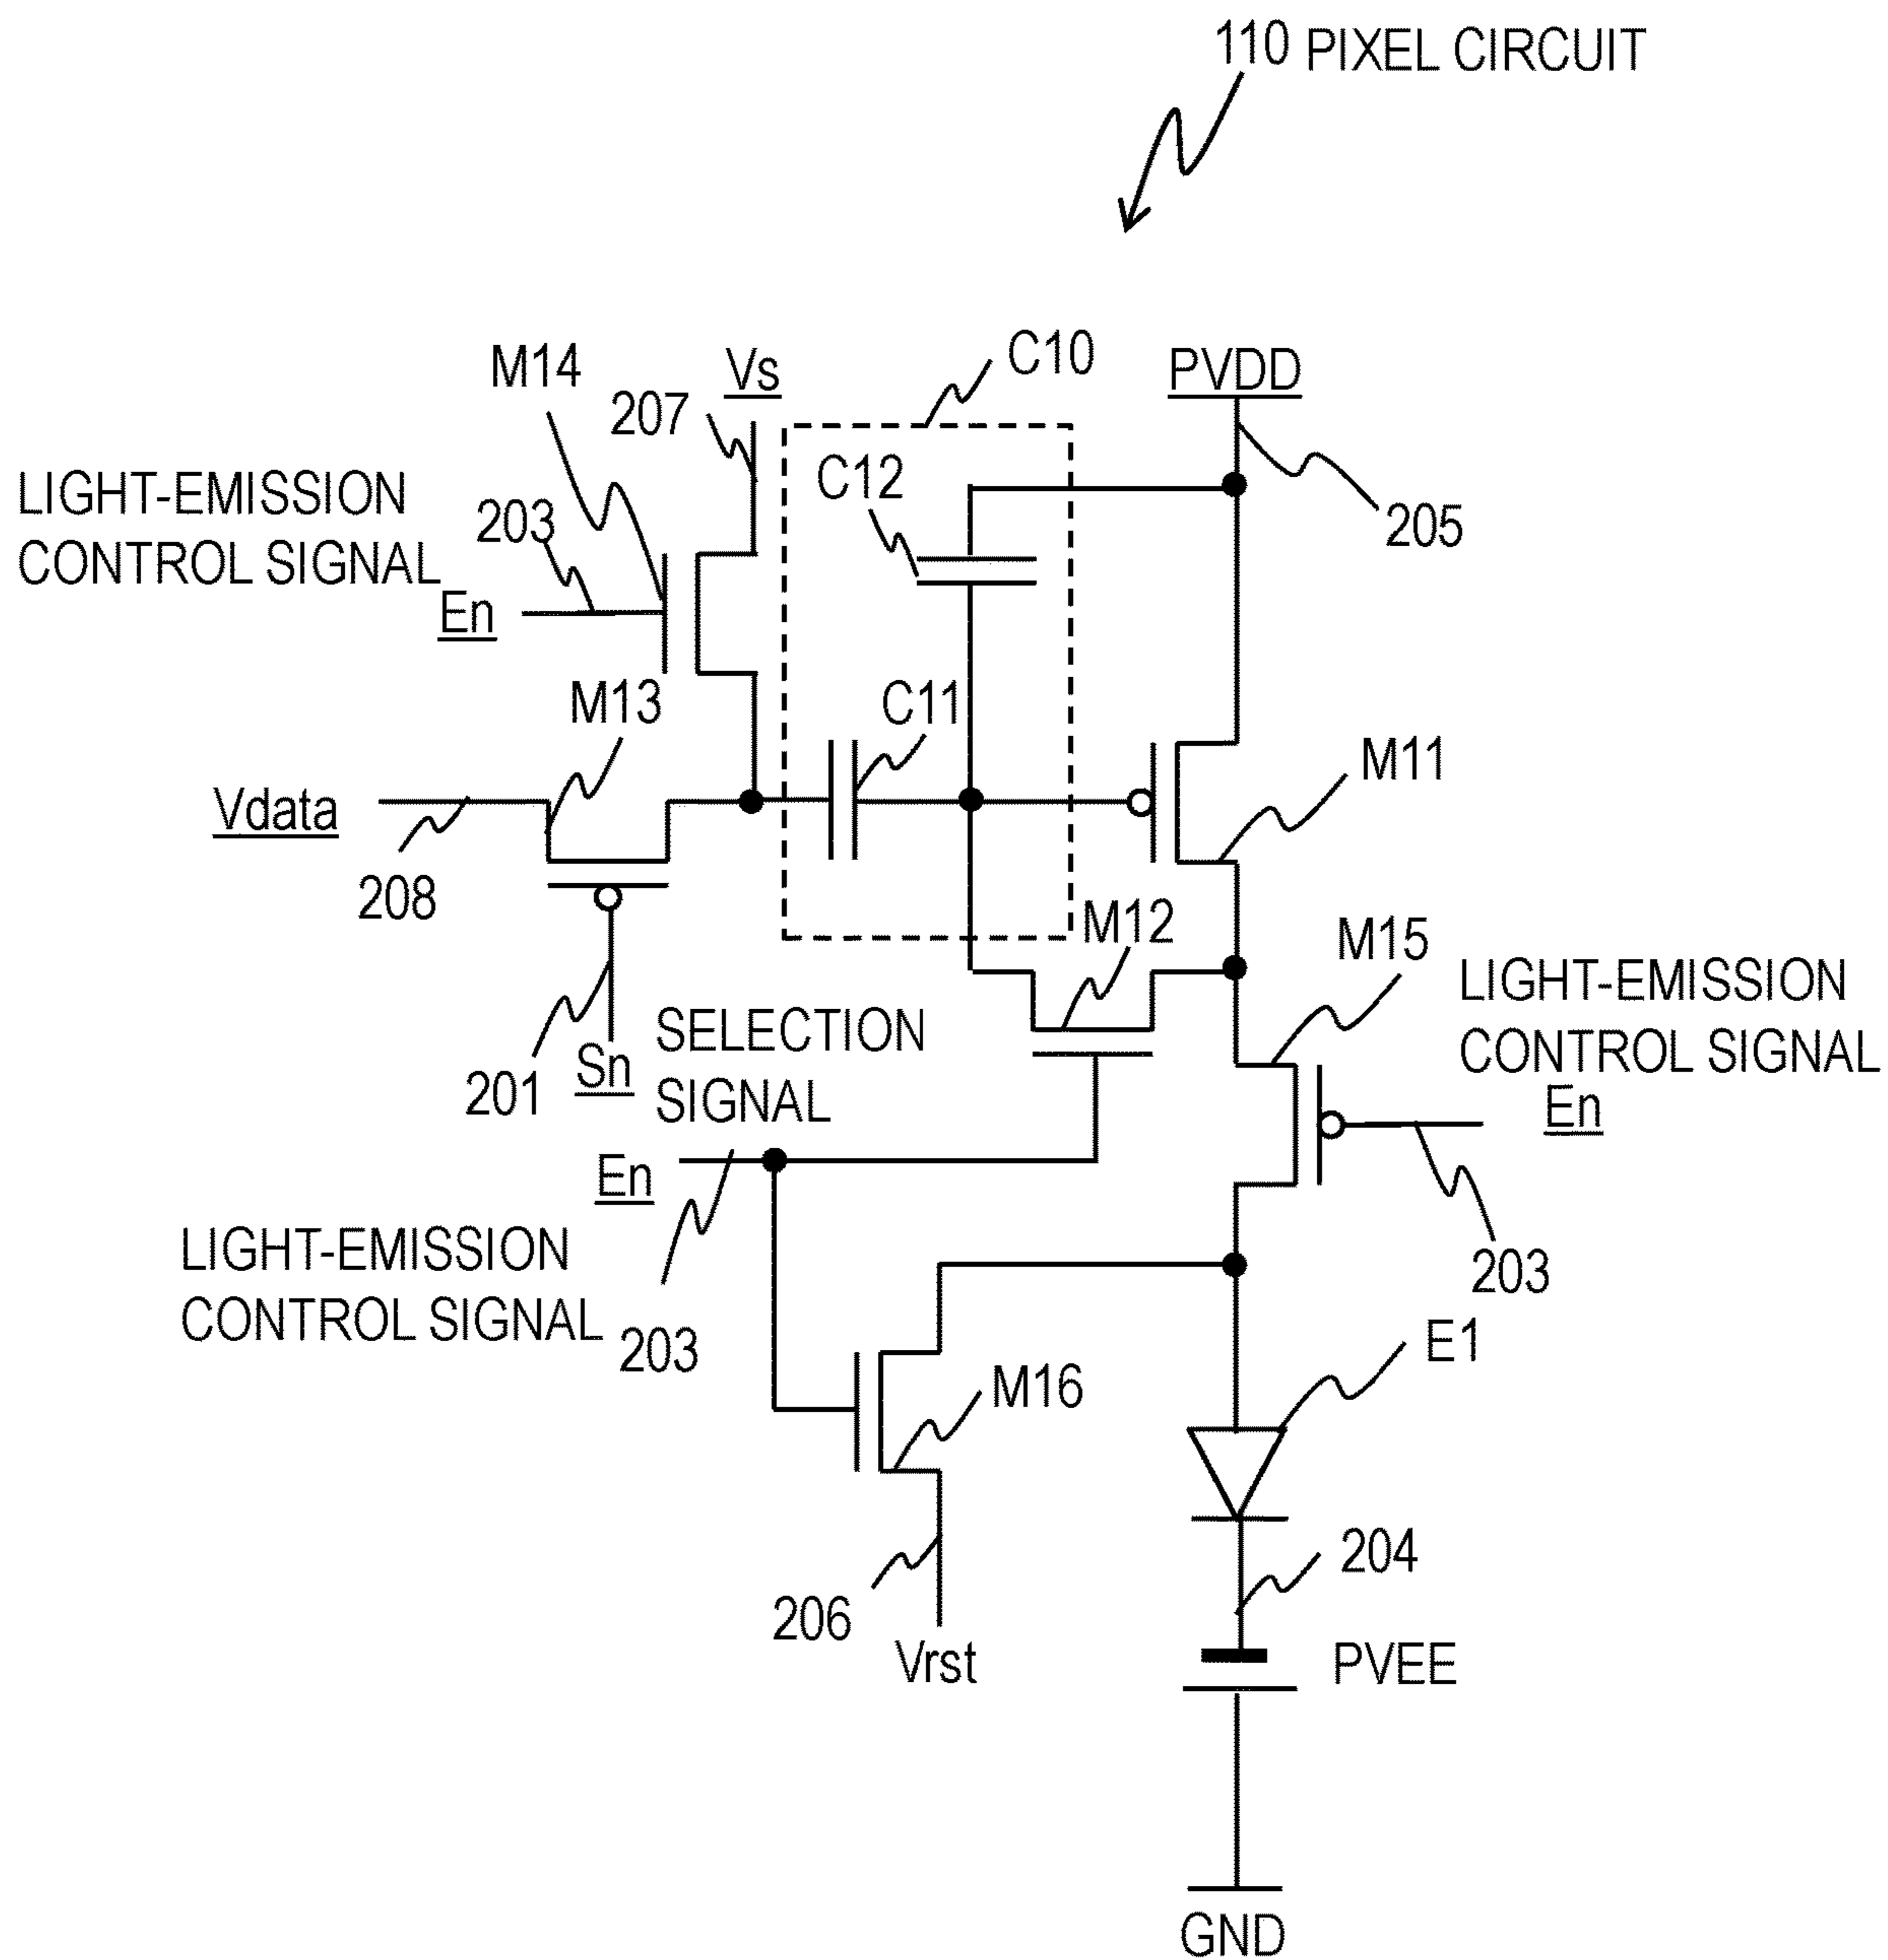 110 PIXEL CIRCUIT
M14
Vs
C10
PVDD
207
LIGHT-EMISSION
CONTROL SIGNAL
203
En
C12
205
M13
C11
M11
Vdata
208
M12
M15
LIGHT-EMISSION
CONTROL SIGNAL
En
201
Sn
SELECTION
SIGNAL
En
LIGHT-EMISSION
CONTROL SIGNAL
203
203
E1
M16
204
206
Vrst
PVEE
GND